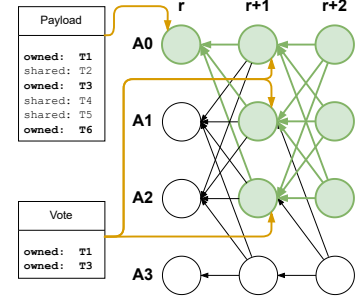 r r+1 r+2
Payload
A0
owned: T1
shared: T2
owned: T3
shared: T4
shared: T5
owned: T6
A1
A2
Vote
owned: T1
owned: T3
A3